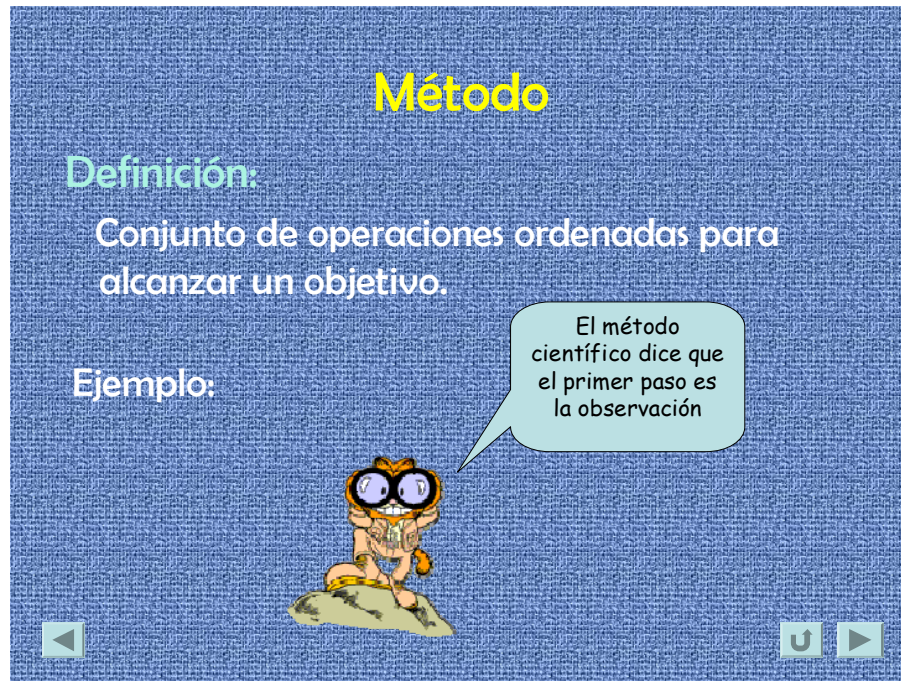 Método
Definición:
Conjunto de operaciones ordenadas para
alcanzar un objetivo.
El método
científico dice que
el primer paso es
la observación
Ejemplo: